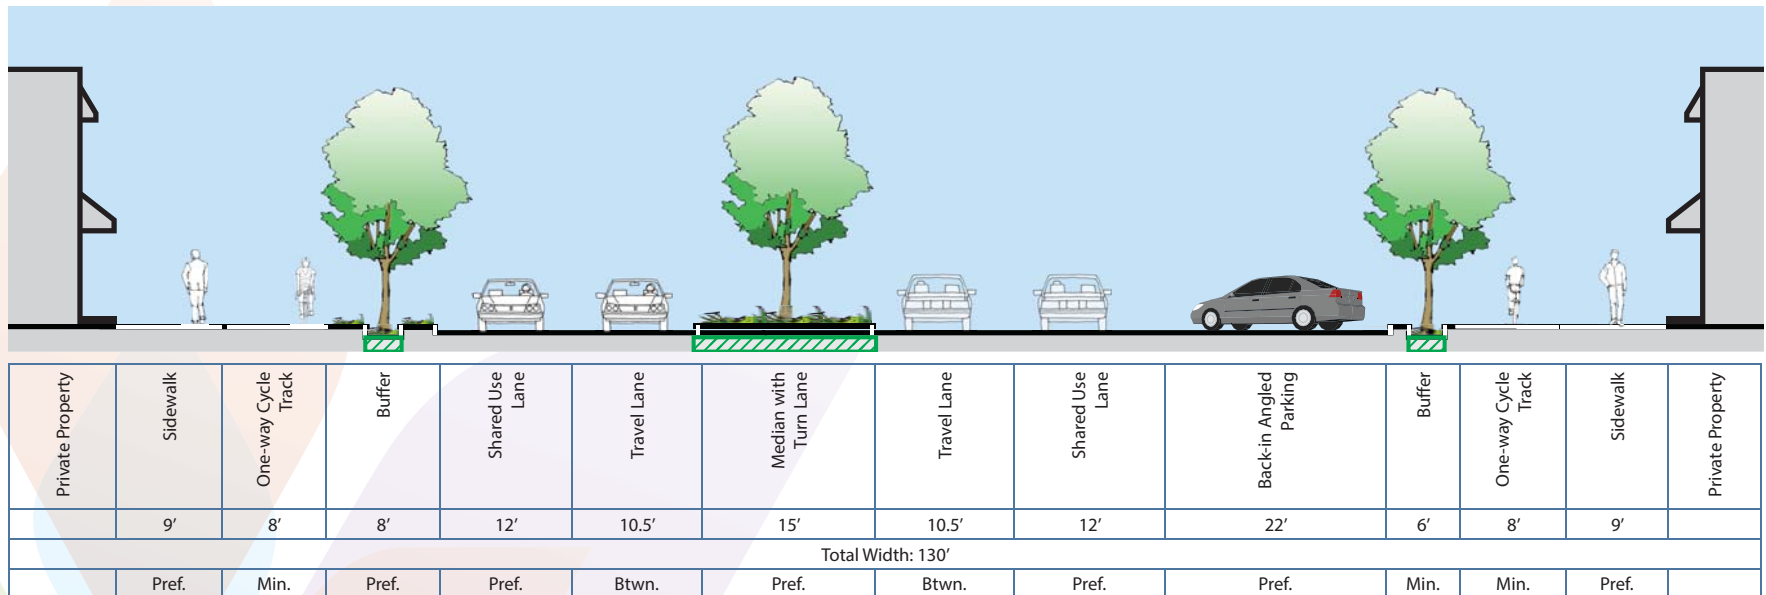 Private Property
Sidewalk
One-way Cycle
Track
Buffer
Shared Use
Lane
Travel Lane
Median with
Turn Lane
Travel Lane
Shared Use
Lane
Back-in Angled
Parking
Buffer
One-way Cycle
Track
Sidewalk
Private Property
9’ 8’ 8’ 12’ 10.5’ 15’ 10.5’ 12’ 22’ 6’ 8’ 9’
Total Width: 130’
Pref. Min. Pref. Pref. Btwn. Pref. Btwn. Pref. Pref. Min. Min. Pref.